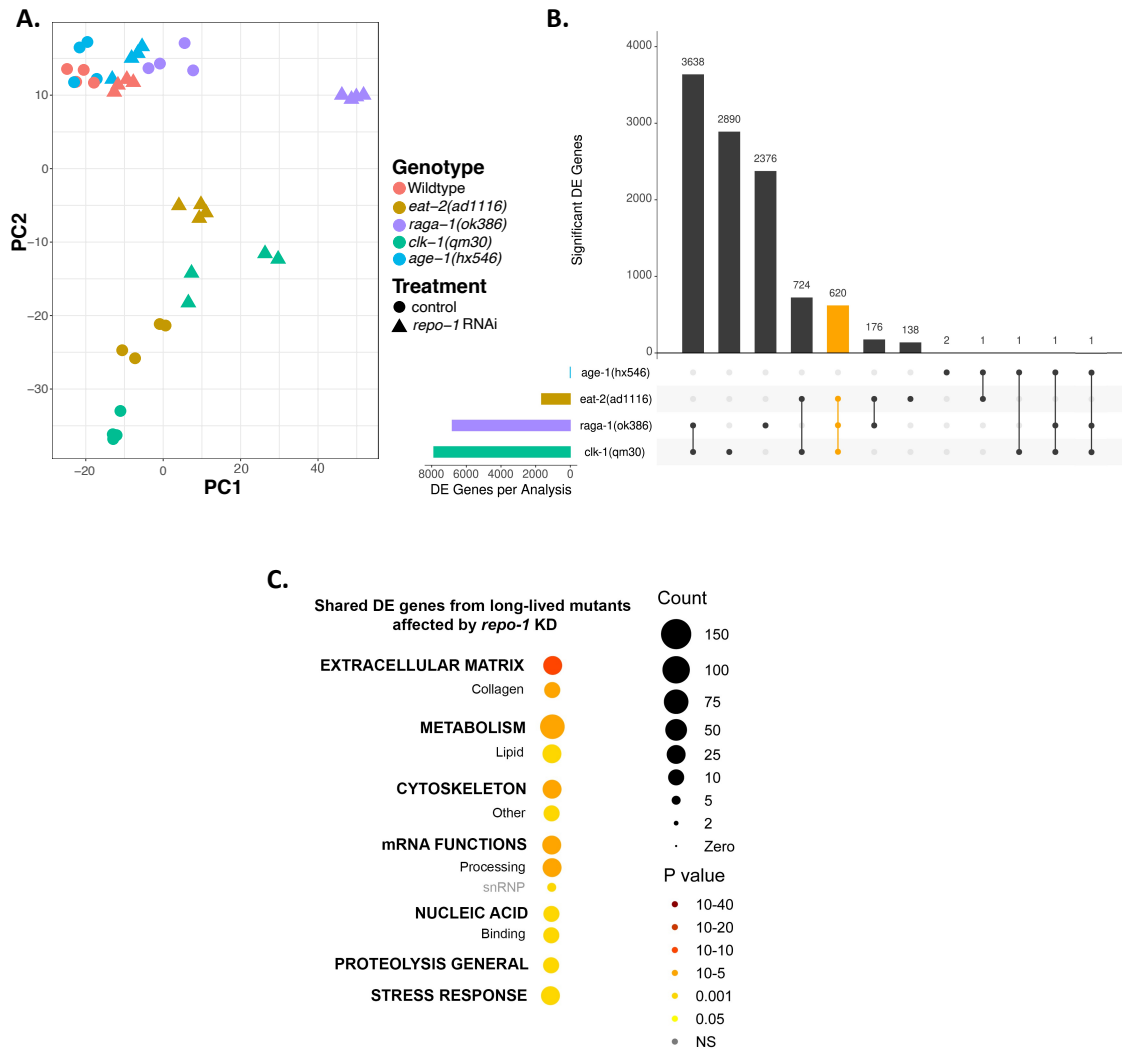 A.
10
0
−10
−20
−30
−20
0
20
40
PC2
PC1
Genotype
Wildtype
eat−2(ad1116)
raga−1(ok386)
clk−1(qm30)
age−1(hx546)
Treatment
control
repo−1 RNAi
B.
Significant DE Genes
4000
3000
2000
1000
0
3638
2890
2376
724
620
176
138
2
1
1
1
1
age-1(hx546)
eat-2(ad1116)
raga-1(ok386)
clk-1(qm30)
8000 6000 4000 2000 0
DE Genes per Analysis
C.
Shared DE genes from long-lived mutants
affected by repo-1 KD
EXTRACELLULAR MATRIX
Collagen
METABOLISM
Lipid
CYTOSKELETON
Other
mRNA FUNCTIONS
Processing
snRNP
NUCLEIC ACID
Binding
PROTEOLYSIS GENERAL
STRESS RESPONSE
Count
150
100
75
50
25
10
5
2
Zero
P value
10-40
10-20
10-10
10-5
0.001
0.05
NS